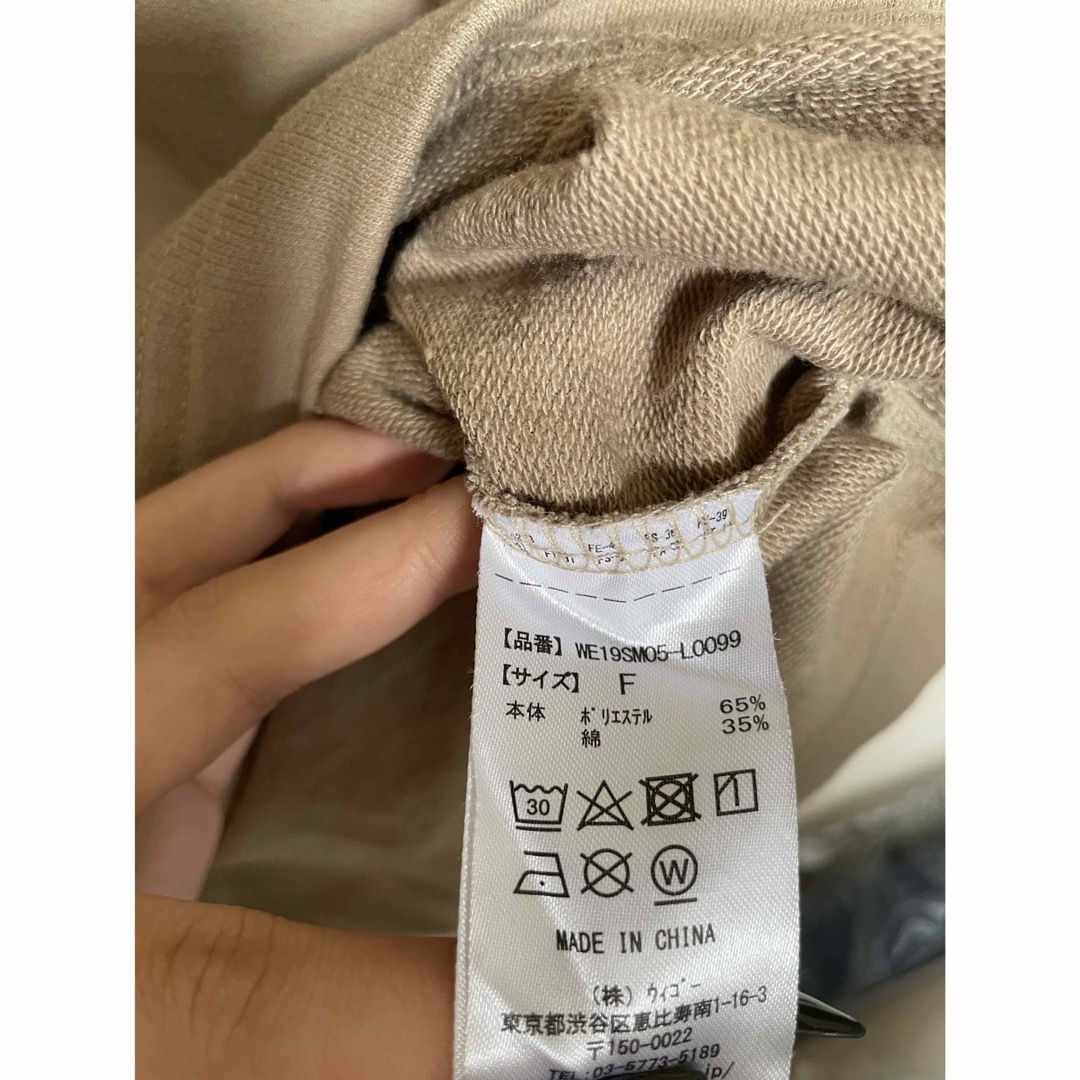 FE-4
【品番】 WE19SM05-L0099
【サイズ】 F
本体 ﾎﾟﾘｴｽﾃﾙ 65%
綿 35%
30
W
MADE IN CHINA
(株) ｳｨｺﾞｰ
東京都渋谷区恵比寿南1-16-3
〒150-0022
TEL:03-5773-5189